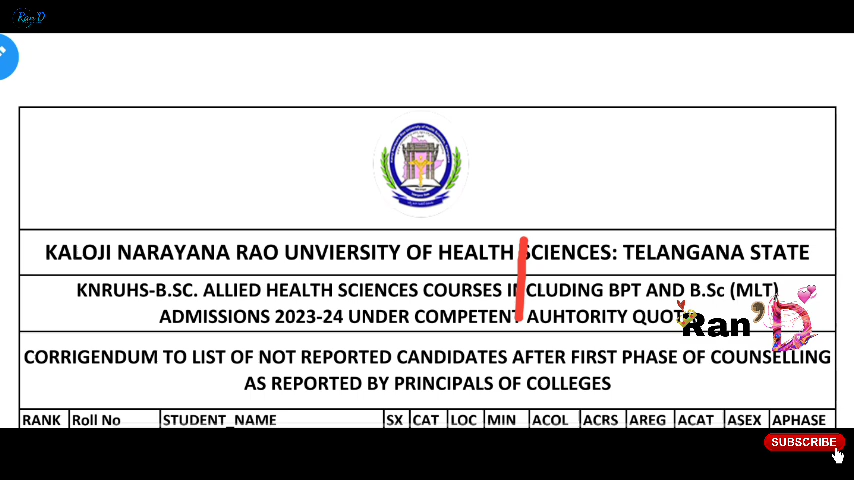 Ran'D
KALOJI NARAYANA RAO UNVIERSITY OF HEALTH SCIENCES: TELANGANA STATE
KNRUHS-B.SC. ALLIED HEALTH SCIENCES COURSES INCLUDING BPT AND B.Sc (MLT)
ADMISSIONS 2023-24 UNDER COMPETENT AUHTORITY QUOTA
Ran'D
CORRIGENDUM TO LIST OF NOT REPORTED CANDIDATES AFTER FIRST PHASE OF COUNSELLING
AS REPORTED BY PRINCIPALS OF COLLEGES
RANK Roll No STUDENT_NAME SX CAT LOC MIN ACOL ACRS AREG ACAT ASEX APHASE
SUBSCRIBE